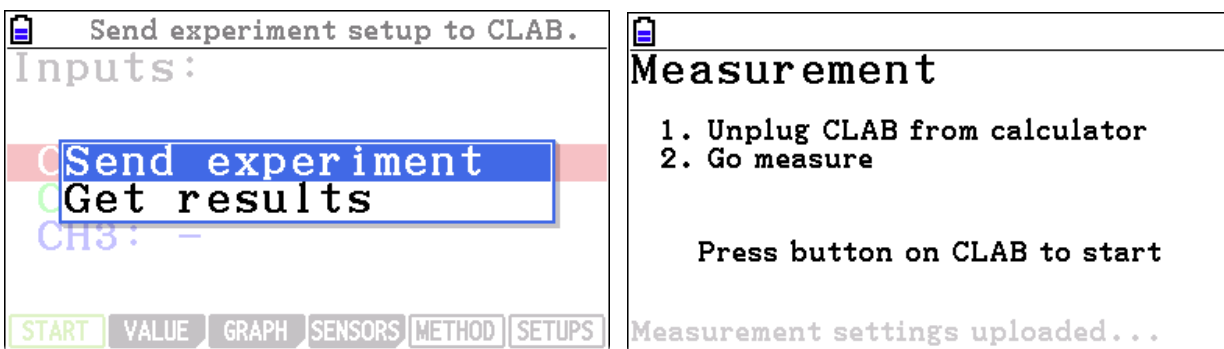 Send experiment setup to CLAB.
Inputs:
C
Send experiment
Get results
C
CH3: –
START VALUE GRAPH SENSORS METHOD SETUPS
Measurement
1. Unplug CLAB from calculator
2. Go measure
Press button on CLAB to start
Measurement settings uploaded...